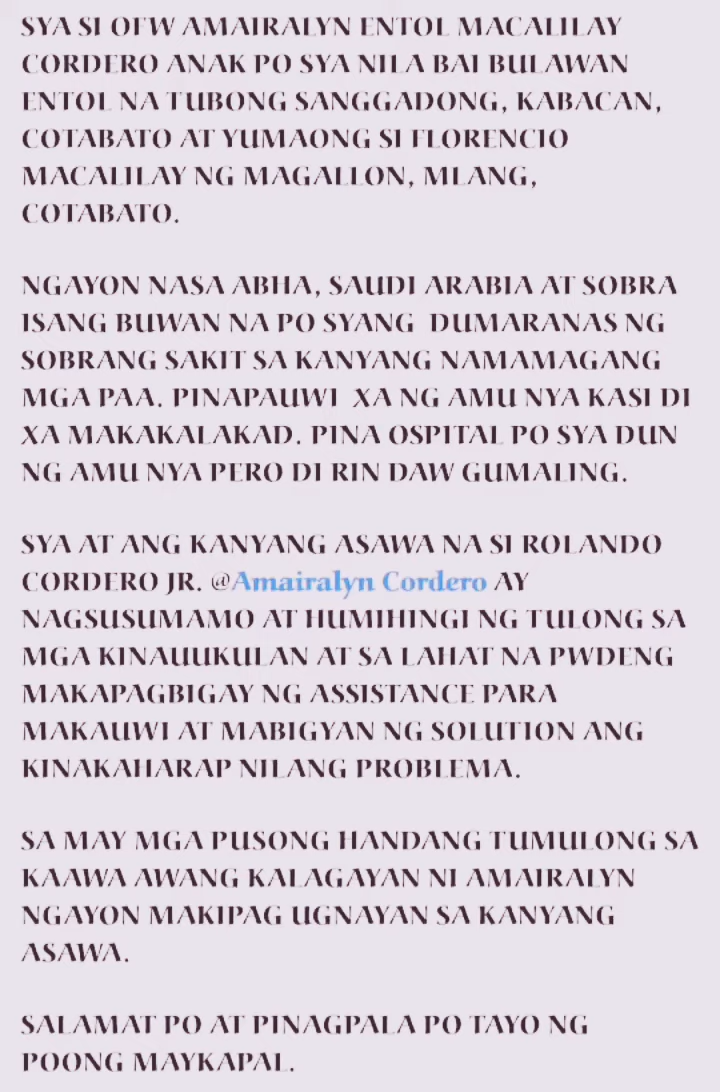 SYA SI OFW AMAIRALYN ENTOL MACALILAY
CORDERO ANAK PO SYA NILA BAI BULAWAN
ENTOL NA TUBONG SANGGADONG, KABACAN,
COTABATO AT YUMAONG SI FLORENCIO
MACALILAY NG MAGALLON, MLANG,
COTABATO.
NGAYON NASA ABHA, SAUDI ARABIA AT SOBRA
ISANG BUWAN NA PO SYANG DUMARANAS NG
SOBRANG SAKIT SA KANYANG NAMAMAGANG
MGA PAA. PINAPAUWI XA NG AMU NYA KASI DI
XA MAKAKALAKAD. PINA OSPITAL PO SYA DUN
NG AMU NYA PERO DI RIN DAW GUMALING.
SYA AT ANG KANYANG ASAWA NA SI ROLANDO
CORDERO JR. @Amairalyn Cordero AY
NAGSUSUMAMO AT HUMIHINGI NG TULONG SA
MGA KINAUUKULAN AT SA LAHAT NA PWDENG
MAKAPAGBIGAY NG ASSISTANCE PARA
MAKAUWI AT MABIGYAN NG SOLUTION ANG
KINAKAHARAP NILANG PROBLEMA.
SA MAY MGA PUSONG HANDANG TUMULONG SA
KAAWA AWANG KALAGAYAN NI AMAIRALYN
NGAYON MAKIPAG UGNAYAN SA KANYANG
ASAWA.
SALAMAT PO AT PINAGPALA PO TAYO NG
POONG MAYKAPAL.